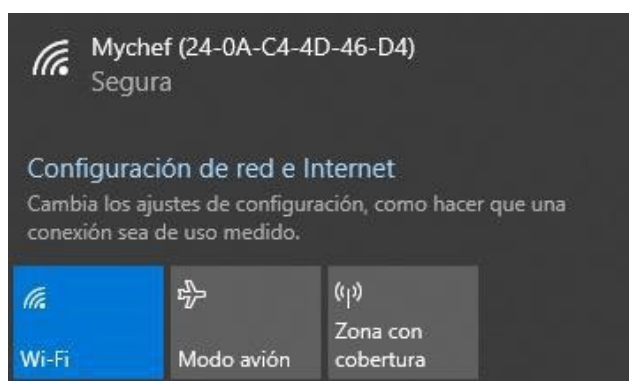 Mychef (24-0A-C4-4D-46-D4)
Segura
Configuración de red e Internet
Cambia los ajustes de configuración, como hacer que una
conexión sea de uso medido.
Wi-Fi
Modo avión
Zona con
cobertura